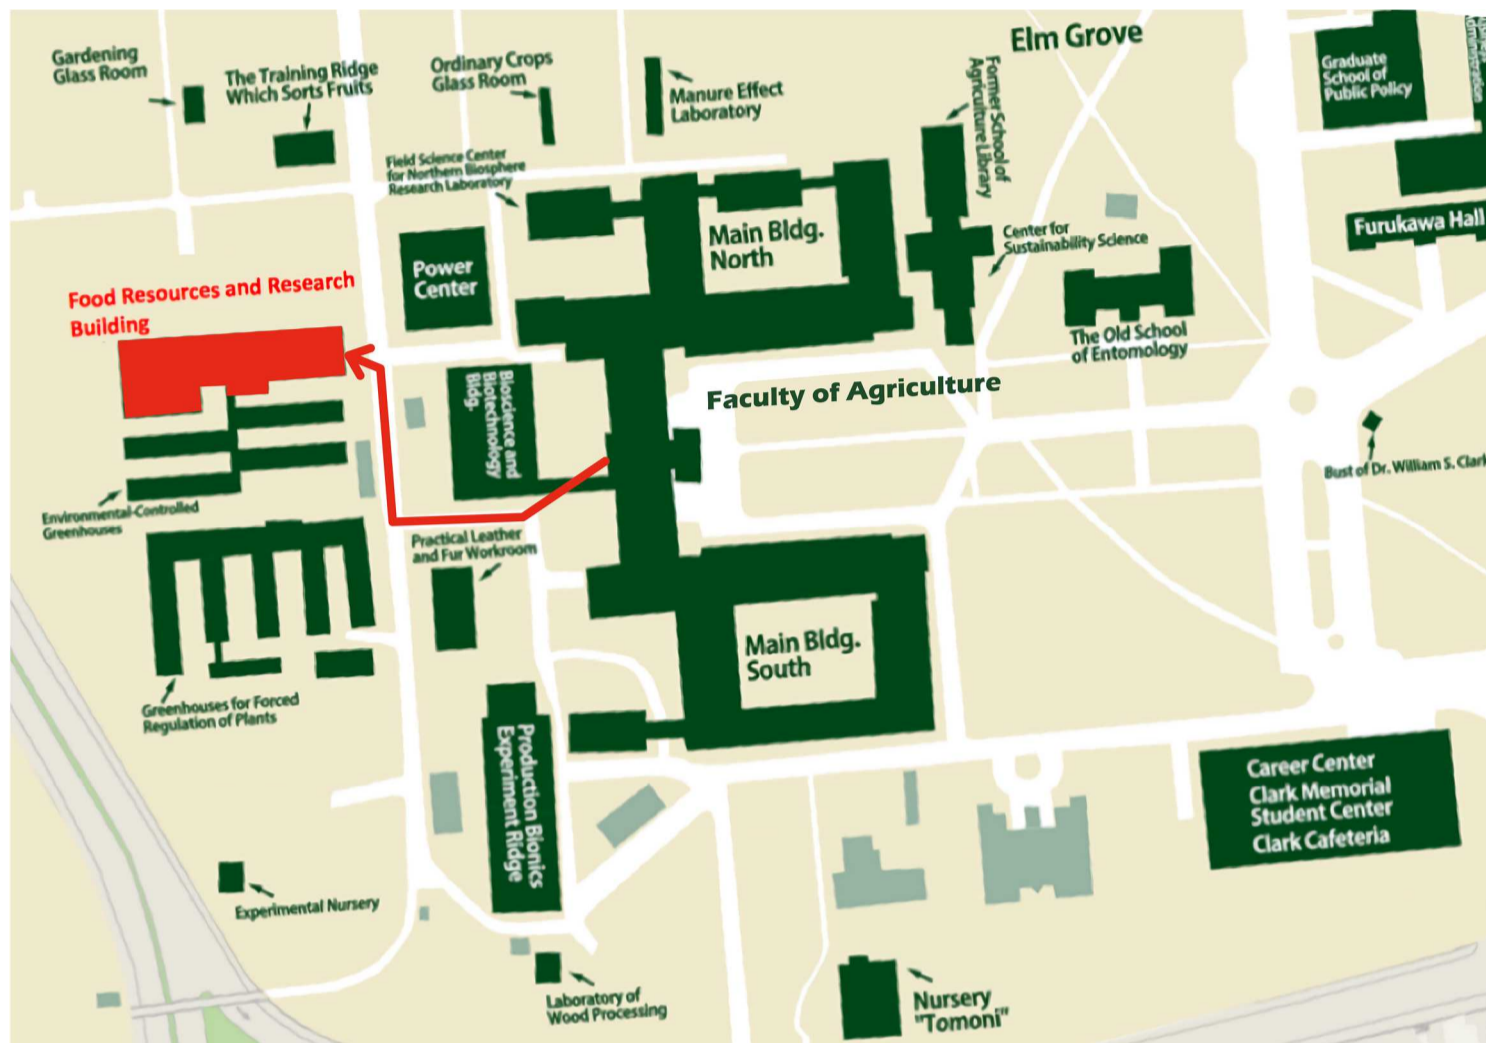 Elm Grove
Gardening
Glass Room
The Training Ridge
Which Sorts Fruits
Ordinary Crops
Glass Room
Manure Effect
Laboratory
Former School of
Agriculture Library
Graduate
School of
Public Policy
Field Science Center
for Northern Biosphere
Research Laboratory
Main Bldg.
North
Center for
Sustainability Science
Furukawa Hall
Power
Center
Food Resources and Research
Building
The Old School
of Entomology
Bioscience and
Biotechnology
Bldg.
Faculty of Agriculture
Bust of Dr. William S. Clark
Environmental-Controlled
Greenhouses
Practical Leather
and Fur Workroom
Main Bldg.
South
Greenhouses for Forced
Regulation of Plants
Production Bionics
Experiment Ridge
Career Center
Clark Memorial
Student Center
Clark Cafeteria
Experimental Nursery
Laboratory of
Wood Processing
Nursery
"Tomoni"